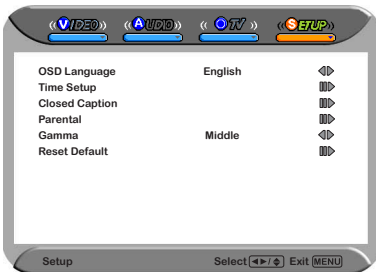 VIDEO AUDIO TV SETUP
OSD Language English
Time Setup
Closed Caption
Parental
Gamma Middle
Reset Default
Setup Select ◄►/◆ Exit MENU